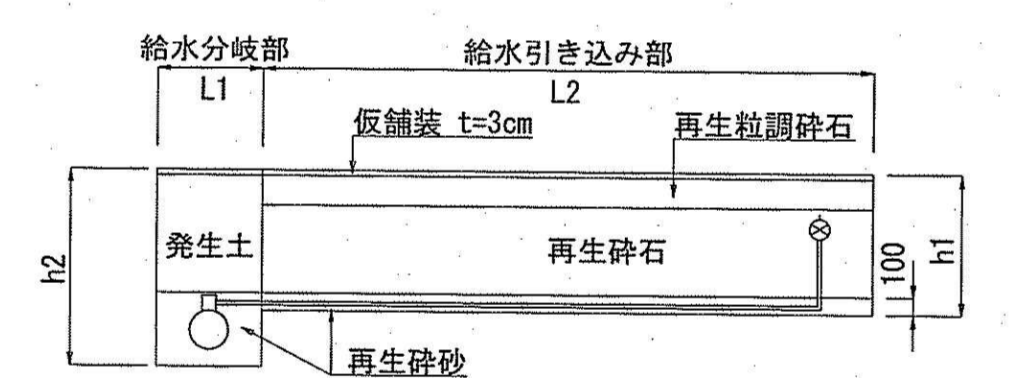 給水分岐部
給水引き込み部
L1
L2
仮舗装 t=3cm
再生粒調砕石
発生土
再生砕石
h2
100
h1
再生砕砂